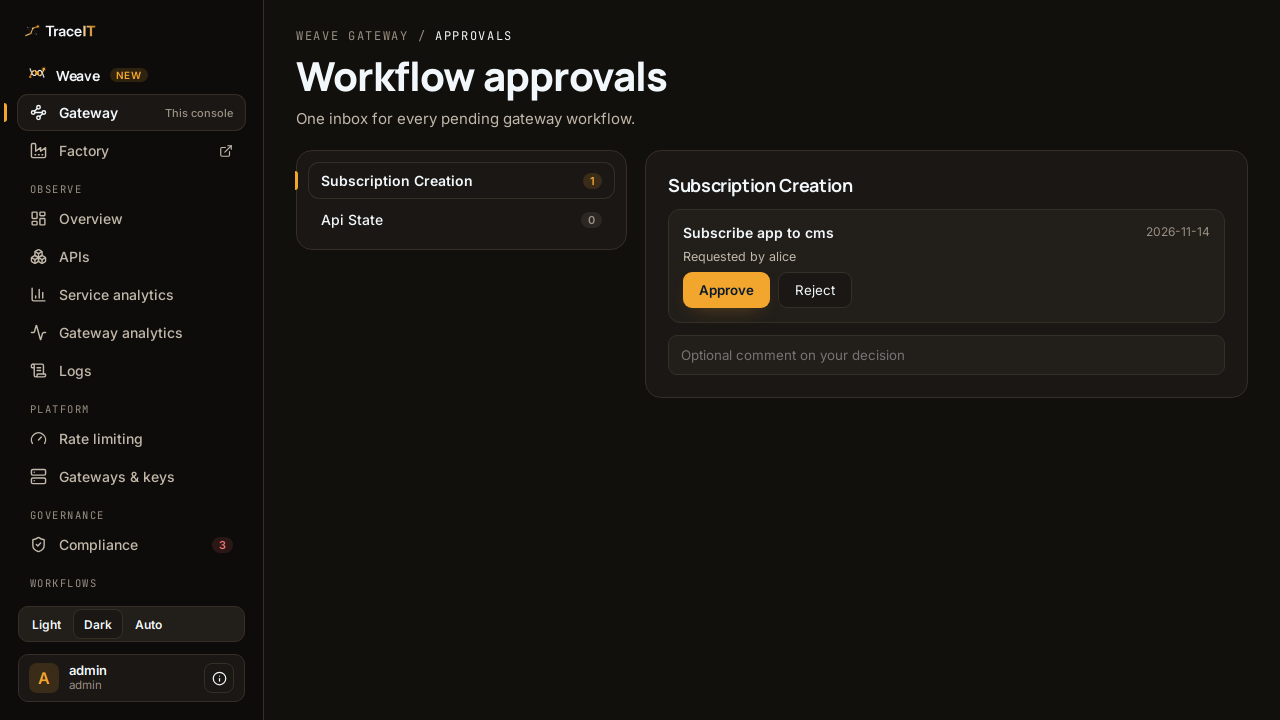 TraceIT
Weave NEW
Gateway This console
Factory
OBSERVE
Overview
APIs
Service analytics
Gateway analytics
Logs
PLATFORM
Rate limiting
Gateways & keys
GOVERNANCE
Compliance 3
WORKFLOWS
Light Dark Auto
A admin
admin
WEAVE GATEWAY / APPROVALS
Workflow approvals
One inbox for every pending gateway workflow.
Subscription Creation 1
Api State 0
Subscription Creation
Subscribe app to cms 2026-11-14
Requested by alice
Approve Reject
Optional comment on your decision